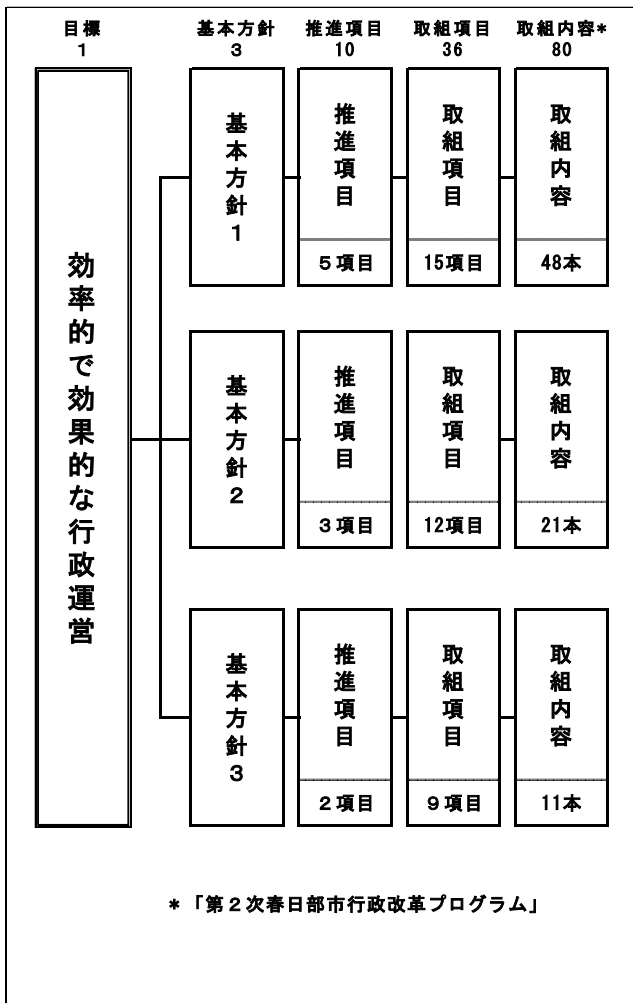 目標 基本方針 推進項目 取組項目 取組内容*
1 3 10 36 80
効率的で効果的な行政運営
基本方針1
推進項目
5項目
取組項目
15項目
取組内容
48本
基本方針2
推進項目
3項目
取組項目
12項目
取組内容
21本
基本方針3
推進項目
2項目
取組項目
9項目
取組内容
11本
*「第2次春日部市行政改革プログラム」